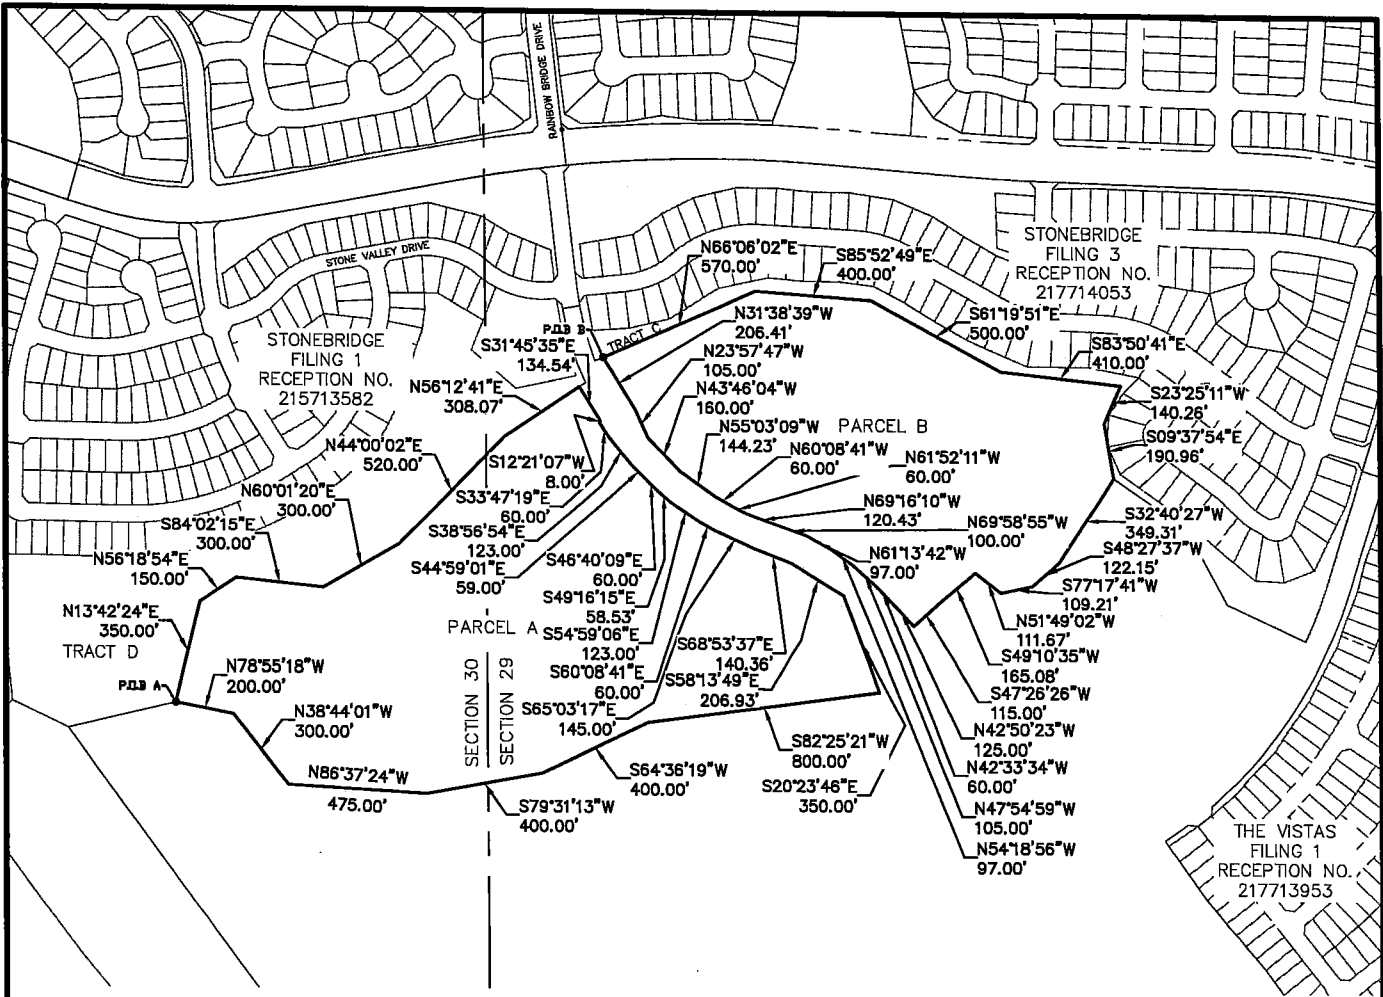 RAINBOW BRIDGE DRIVE
STONE VALLEY DRIVE
STONEBRIDGE
FILING 3
RECEPTION NO.
217714053
N66°06'02"E
570.00'
S85°52'49"E
400.00'
P.O.B B
TRACT C
N31°38'39"W
206.41'
S61°19'51"E
500.00'
STONEBRIDGE
FILING 1
RECEPTION NO.
215713582
S31°45'35"E
134.54'
N23°57'47"W
105.00'
S83°50'41"E
410.00'
N56°12'41"E
308.07'
N43°46'04"W
160.00'
S23°25'11"W
140.26'
N44°00'02"E
520.00'
N55°03'09"W
144.23'
PARCEL B
S09°37'54"E
190.96'
N60°08'41"W
60.00'
N61°52'11"W
60.00'
S12°21'07"W
8.00'
N60°01'20"E
300.00'
S33°47'19"E
60.00'
N69°16'10"W
120.43'
S32°40'27"W
349.31'
S84°02'15"E
300.00'
S38°56'54"E
123.00'
N69°58'55"W
100.00'
N56°18'54"E
150.00'
S44°59'01"E
59.00'
S46°40'09"E
60.00'
N61°13'42"W
97.00'
S48°27'37"W
122.15'
S77°17'41"W
109.21'
S49°16'15"E
58.53'
N13°42'24"E
350.00'
TRACT D
PARCEL A
S54°59'06"E
123.00'
S68°53'37"E
140.36'
N51°49'02"W
111.67'
S49°10'35"W
165.08'
N78°55'18"W
200.00'
P.O.B A
S60°08'41"E
60.00'
S58°13'49"E
206.93'
S47°26'26"W
115.00'
N38°44'01"W
300.00'
SECTION 30
SECTION 29
S65°03'17"E
145.00'
N42°50'23"W
125.00'
S82°25'21"W
800.00'
N42°33'34"W
60.00'
N86°37'24"W
475.00'
S64°36'19"W
400.00'
S20°23'46"E
350.00'
N47°54'59"W
105.00'
S79°31'13"W
400.00'
N54°18'56"W
97.00'
THE VISTAS
FILING 1
RECEPTION NO.
217713953